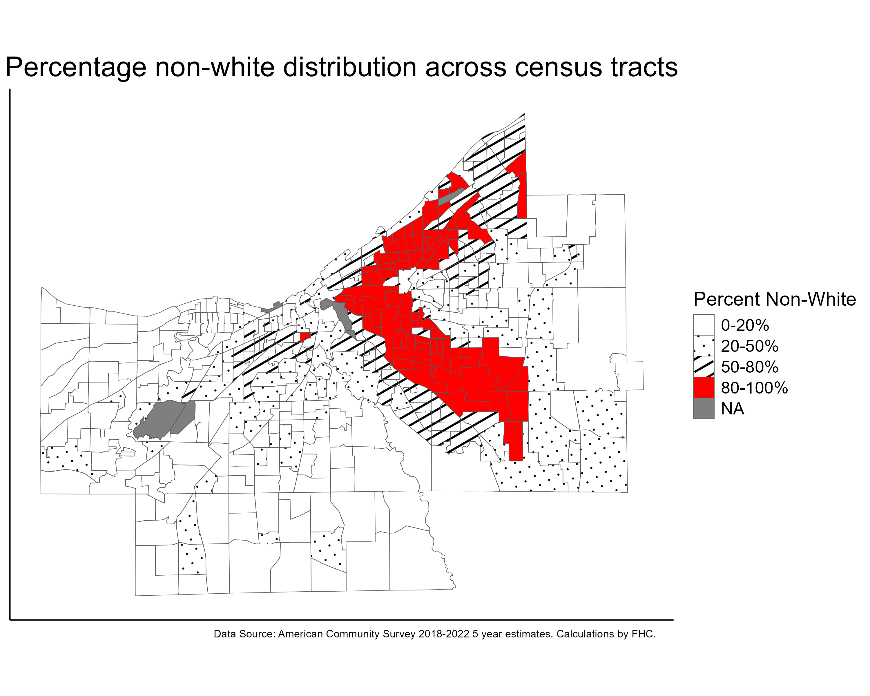 Percentage non-white distribution across census tracts
Percent Non-White
0-20%
20-50%
50-80%
80-100%
NA
Data Source: American Community Survey 2018-2022 5 year estimates. Calculations by FHC.